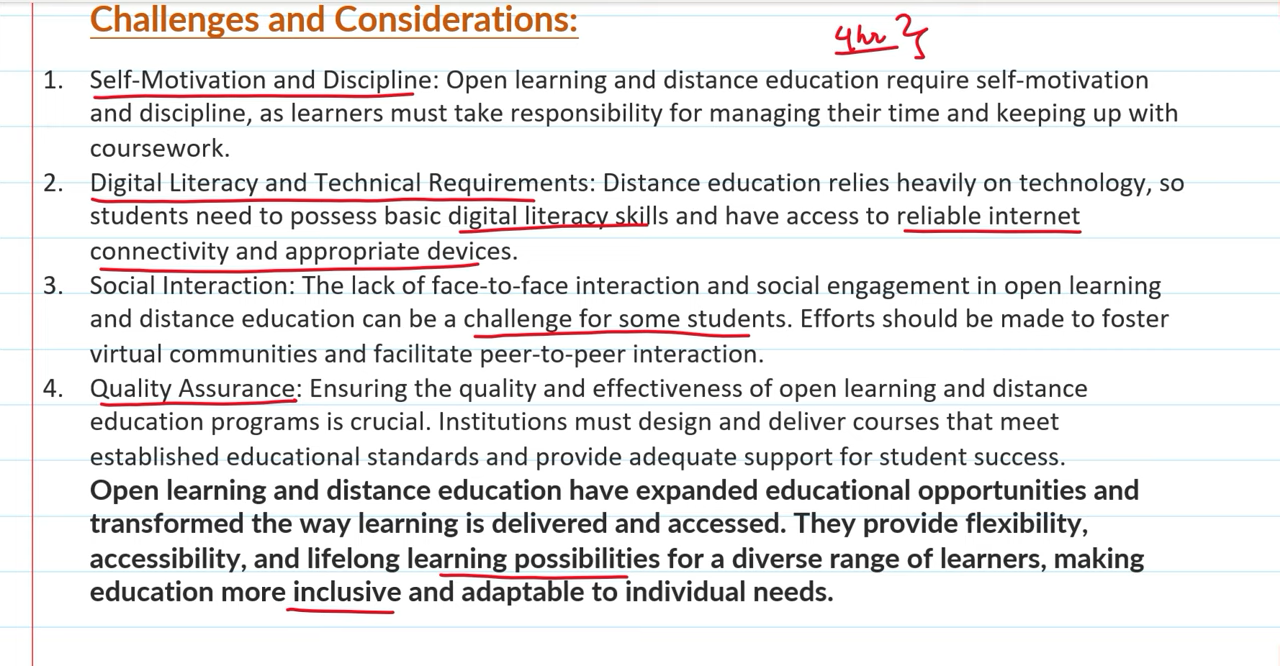 Challenges and Considerations:
4hr
1. Self-Motivation and Discipline: Open learning and distance education require self-motivation
and discipline, as learners must take responsibility for managing their time and keeping up with
coursework.
2. Digital Literacy and Technical Requirements: Distance education relies heavily on technology, so
students need to possess basic digital literacy skills and have access to reliable internet
connectivity and appropriate devices.
3. Social Interaction: The lack of face-to-face interaction and social engagement in open learning
and distance education can be a challenge for some students. Efforts should be made to foster
virtual communities and facilitate peer-to-peer interaction.
4. Quality Assurance: Ensuring the quality and effectiveness of open learning and distance
education programs is crucial. Institutions must design and deliver courses that meet
established educational standards and provide adequate support for student success.
Open learning and distance education have expanded educational opportunities and
transformed the way learning is delivered and accessed. They provide flexibility,
accessibility, and lifelong learning possibilities for a diverse range of learners, making
education more inclusive and adaptable to individual needs.